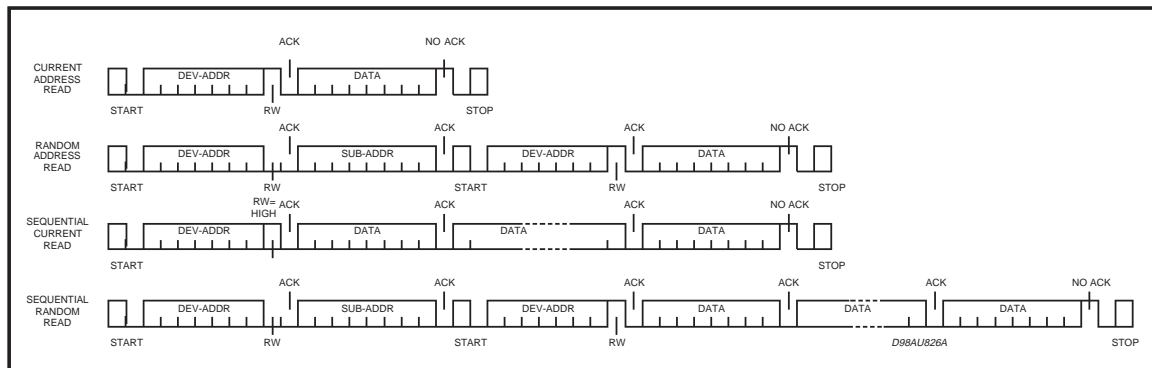 ACK NO ACK
CURRENT
ADDRESS
READ
DEV-ADDR DATA
START RW STOP
ACK ACK ACK NO ACK
RANDOM
ADDRESS
READ
DEV-ADDR SUB-ADDR DEV-ADDR DATA
START RW START RW STOP
RW=
HIGH
ACK ACK ACK NO ACK
SEQUENTIAL
CURRENT
READ
DEV-ADDR DATA DATA DATA
START STOP
ACK ACK ACK ACK ACK NO ACK
SEQUENTIAL
RANDOM
READ
DEV-ADDR SUB-ADDR DEV-ADDR DATA DATA DATA
START RW START RW D98AU826A STOP